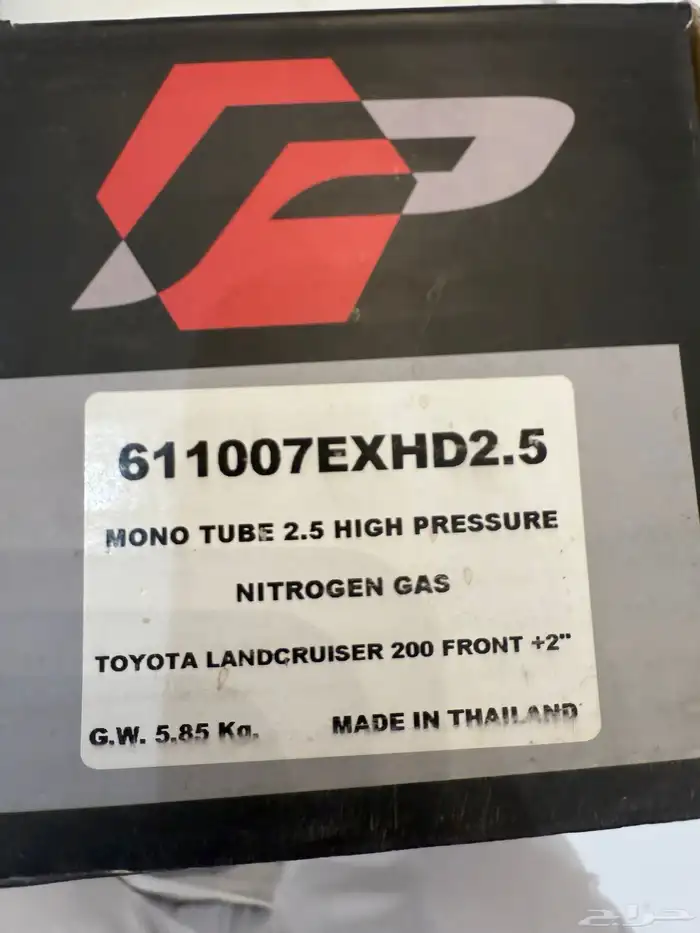 611007EXHD2.5
MONO TUBE 2.5 HIGH PRESSURE
NITROGEN GAS
TOYOTA LANDCRUISER 200 FRONT +2"
G.W. 5.85 Kg. MADE IN THAILAND
حراج